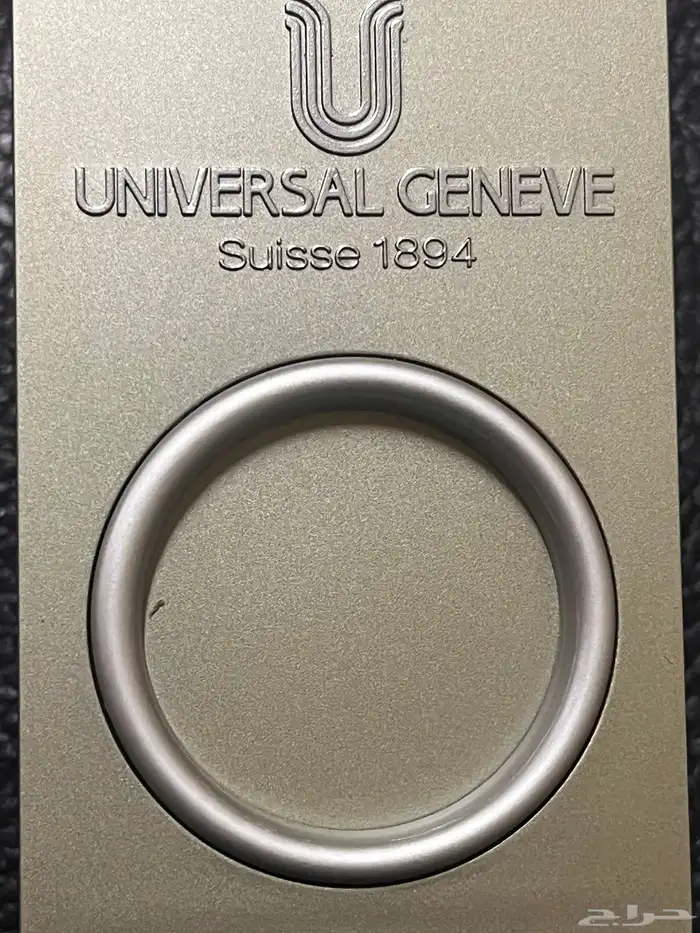 UNIVERSAL GENEVE
Suisse 1894
حراج